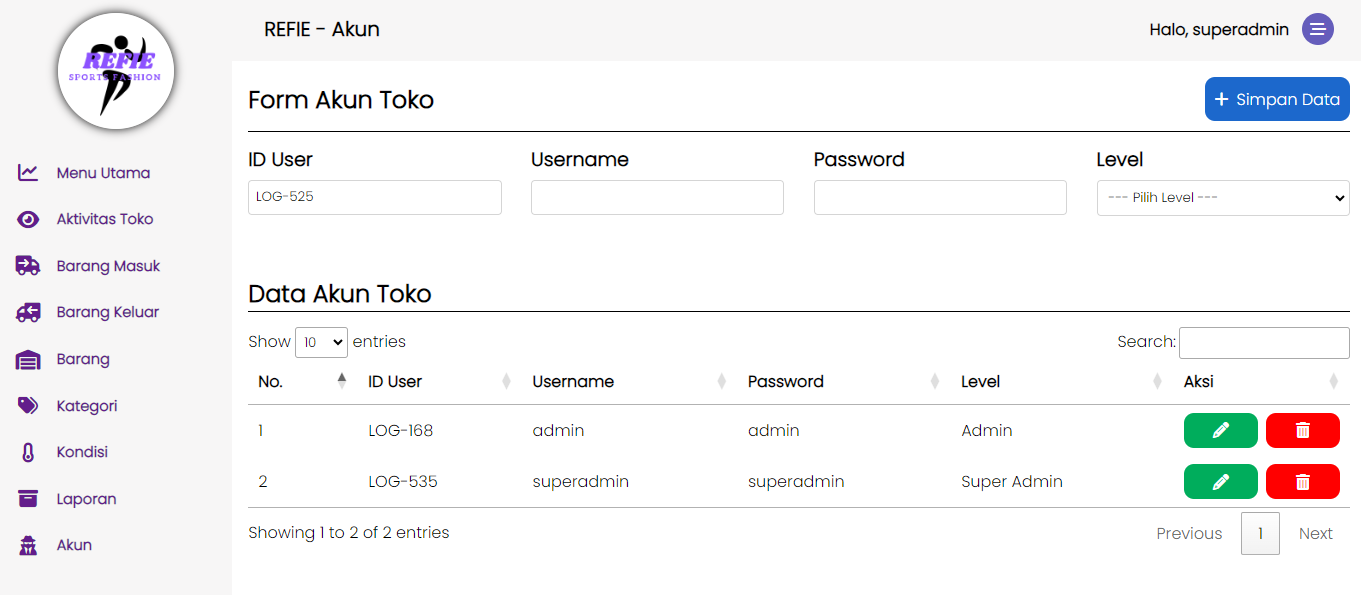 REFIE
SPORTS FASHION
Menu Utama
Aktivitas Toko
Barang Masuk
Barang Keluar
Barang
Kategori
Kondisi
Laporan
Akun
REFIE - Akun
Halo, superadmin
Form Akun Toko
+ Simpan Data
ID User Username Password Level
LOG-525 --- Pilih Level ---
Data Akun Toko
Show 10 entries Search:
No. ID User Username Password Level Aksi
1 LOG-168 admin admin Admin
2 LOG-535 superadmin superadmin Super Admin
Showing 1 to 2 of 2 entries Previous 1 Next